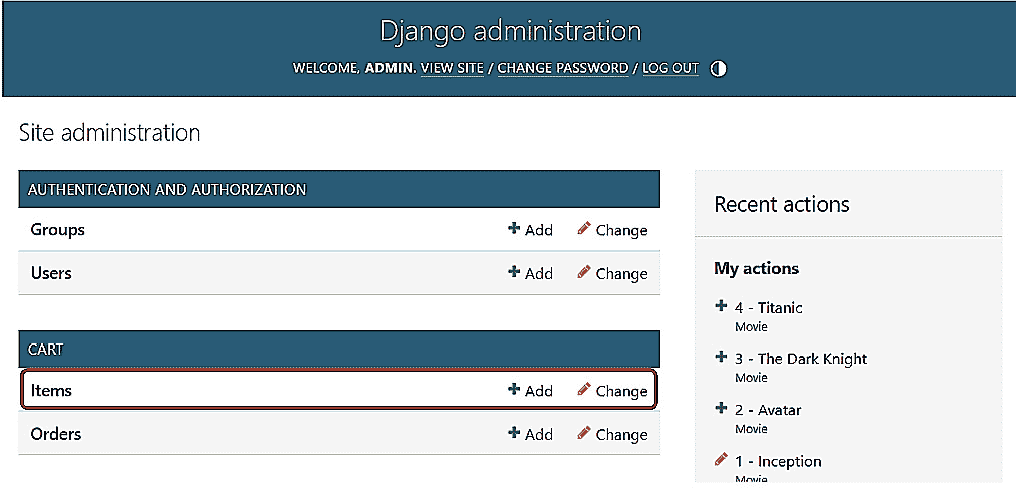 Django administration
WELCOME, ADMIN. VIEW SITE / CHANGE PASSWORD / LOG OUT
Site administration
AUTHENTICATION AND AUTHORIZATION
Groups Add Change
Users Add Change
CART
Items Add Change
Orders Add Change
Recent actions
My actions
4 - Titanic
Movie
3 - The Dark Knight
Movie
2 - Avatar
Movie
1 - Inception
Movie